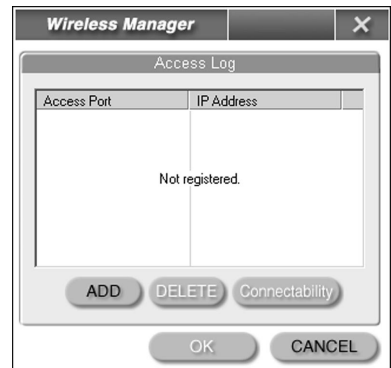 Wireless Manager
Access Log
Access Port IP Address
Not registered.
ADD DELETE Connectability
OK CANCEL